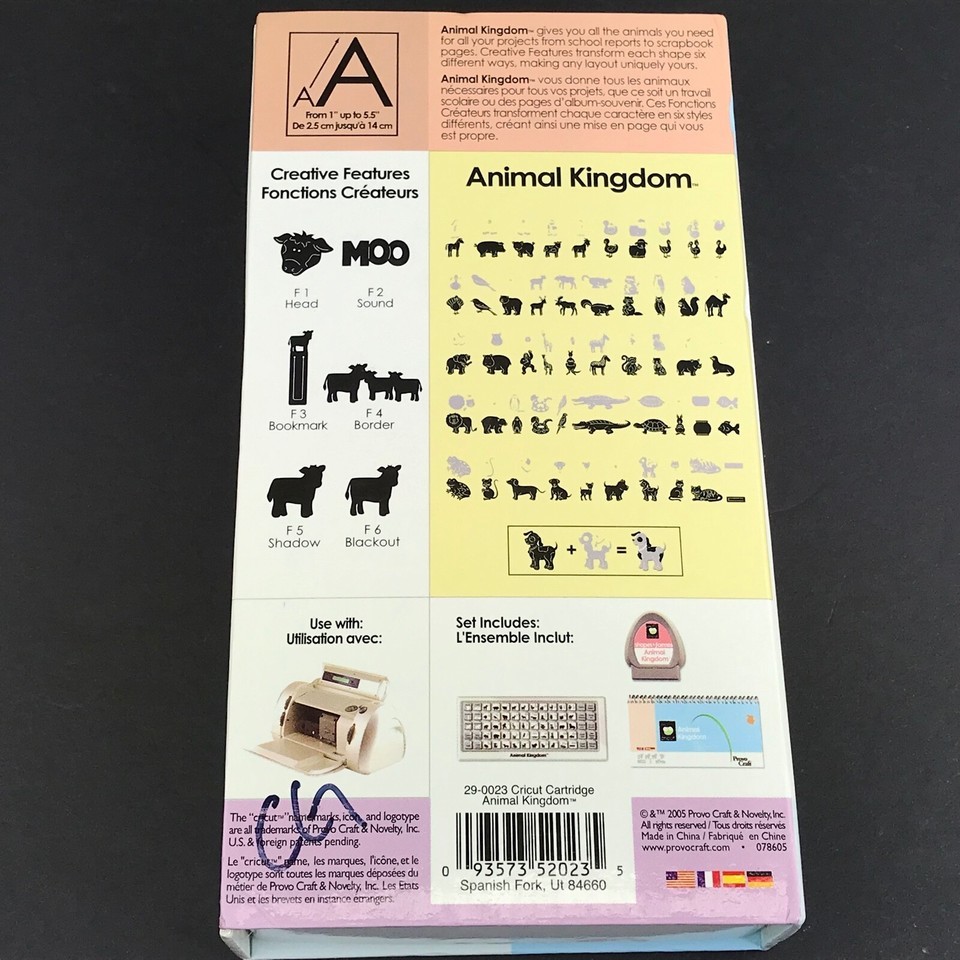 A A
From 1" up to 5.5"
De 2.5 cm jusqu'à 14 cm
Animal Kingdom™ gives you all the animals you need
for all your projects from school reports to scrapbook
pages. Creative Features transform each shape six
different ways, making any layout uniquely yours.
Animal Kingdom™ vous donne tous les animaux
nécessaires pour tous vos projets, que ce soit un travail
scolaire ou des pages d'album-souvenir. Ces Fonctions
Créateurs transforment chaque caractère en six styles
différents, créant ainsi une mise en page qui vous
est propre.
Creative Features
Fonctions Créateurs
MOO
F 1
Head
F 2
Sound
F 3
Bookmark
F 4
Border
F 5
Shadow
F 6
Blackout
Animal Kingdom™
+ =
Use with:
Utilisation avec:
Set Includes:
L'Ensemble Inclut:
Animal
Kingdom
Animal Kingdom™
Animal
Kingdom
Provo
Craft
29-0023 Cricut Cartridge
Animal Kingdom™
0 93573 52023 5
Spanish Fork, Ut 84660
CG
The "cricut™" name, marks, icon, and logotype
are all trademarks of Provo Craft & Novelty, Inc.
U.S. & foreign patents pending.
Le "cricut™" name, les marques, l'icône, et le
logotype sont toutes les marques déposées du
métier de Provo Craft & Novelty, Inc. Les Etats
Unis et les brevets en instance étrangers.
© &™ 2005 Provo Craft & Novelty, Inc.
All rights reserved / Tous droits réservés
Made in China / Fabriqué en Chine
www.provocraft.com • 078605